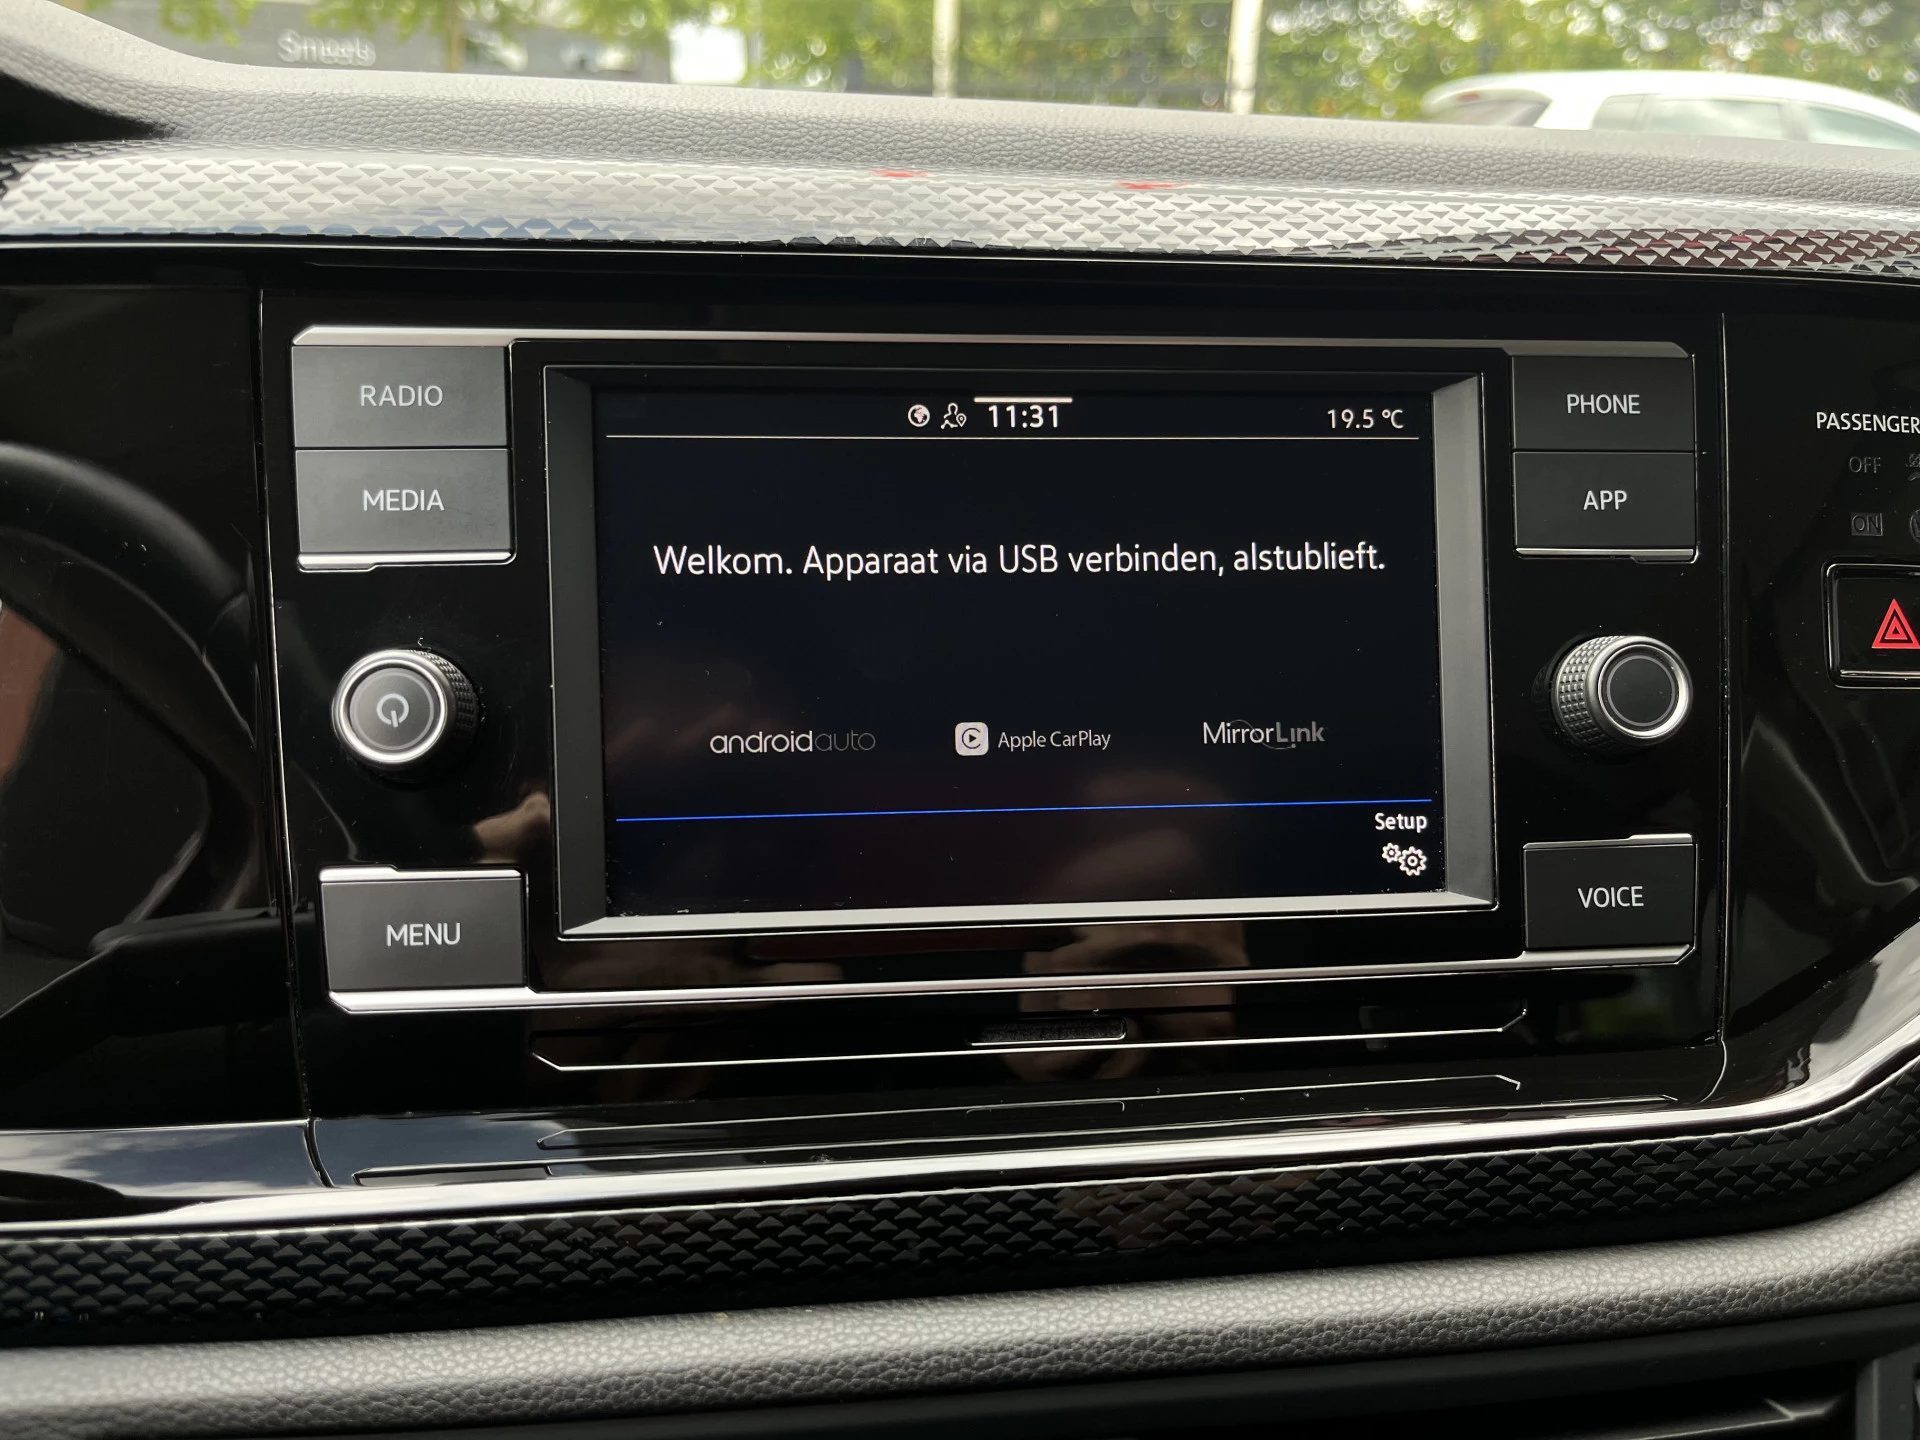 Smeets
RADIO
MEDIA
MENU
11:31
19.5 °C
Welkom. Apparaat via USB verbinden, alstublieft.
androidauto
Apple CarPlay
MirrorLink
Setup
PHONE
APP
VOICE
PASSENGER
OFF
ON